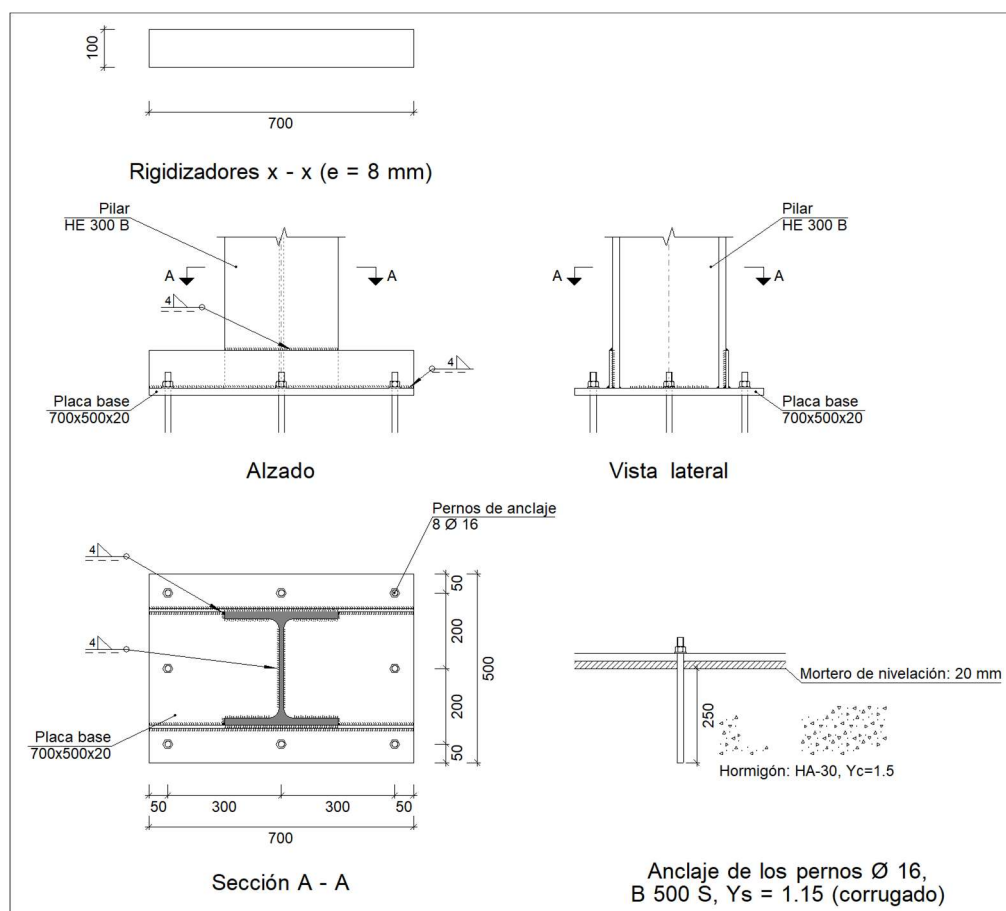 100
700
Rigidizadores x - x (e = 8 mm)
Pilar
HE 300 B
A
A
4
4
Placa base
700x500x20
Alzado
Pilar
HE 300 B
A
A
Placa base
700x500x20
Vista lateral
Pernos de anclaje
8 Ø 16
4
4
50
200
500
200
50
Placa base
700x500x20
50
300
300
50
700
Sección A - A
Mortero de nivelación: 20 mm
250
Hormigón: HA-30, Yc=1.5
Anclaje de los pernos Ø 16,
B 500 S, Ys = 1.15 (corrugado)